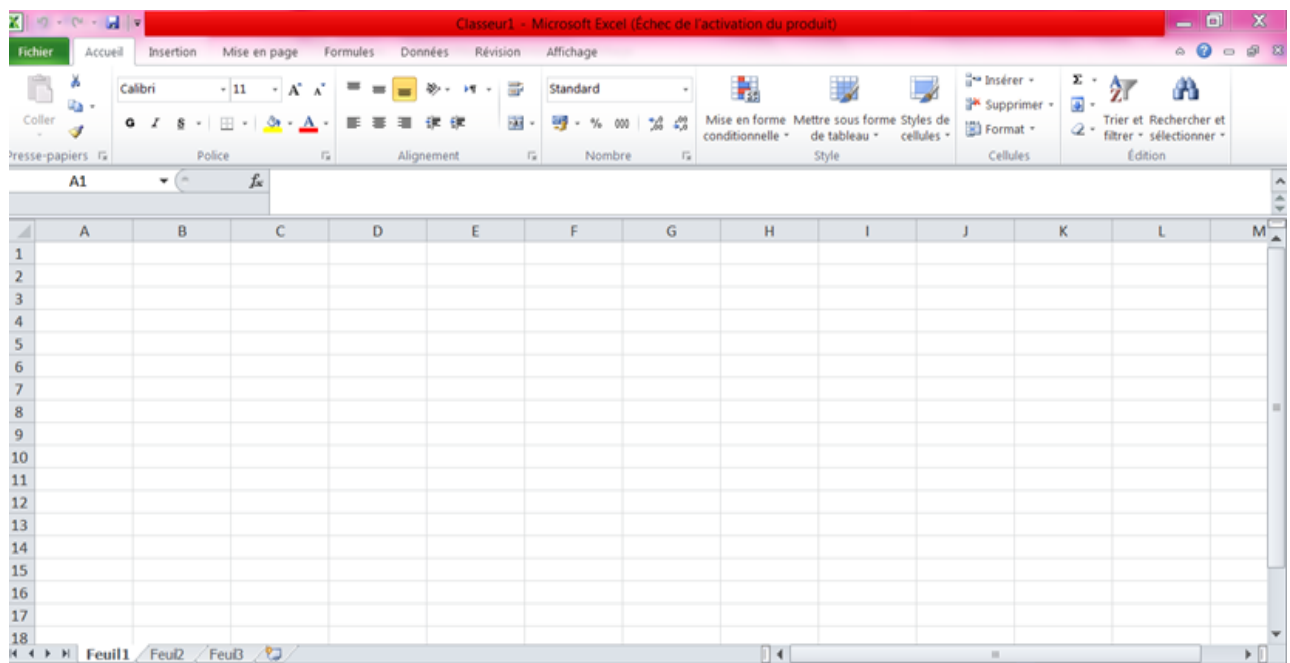 Classeur1 - Microsoft Excel (Échec de l'activation du produit)
Fichier Accueil Insertion Mise en page Formules Données Révision Affichage
Coller
Calibri 11 A A
Standard
G I S A % 000
Mise en forme conditionnelle
Mettre sous forme de tableau
Styles de cellules
Insérer
Supprimer
Format
Σ
Trier et filtrer
Rechercher et sélectionner
Presse-papiers Police Alignement Nombre Style Cellules Édition
A1 fx
A B C D E F G H I J K L M
1
2
3
4
5
6
7
8
9
10
11
12
13
14
15
16
17
18
Feuil1 Feuil2 Feuil3